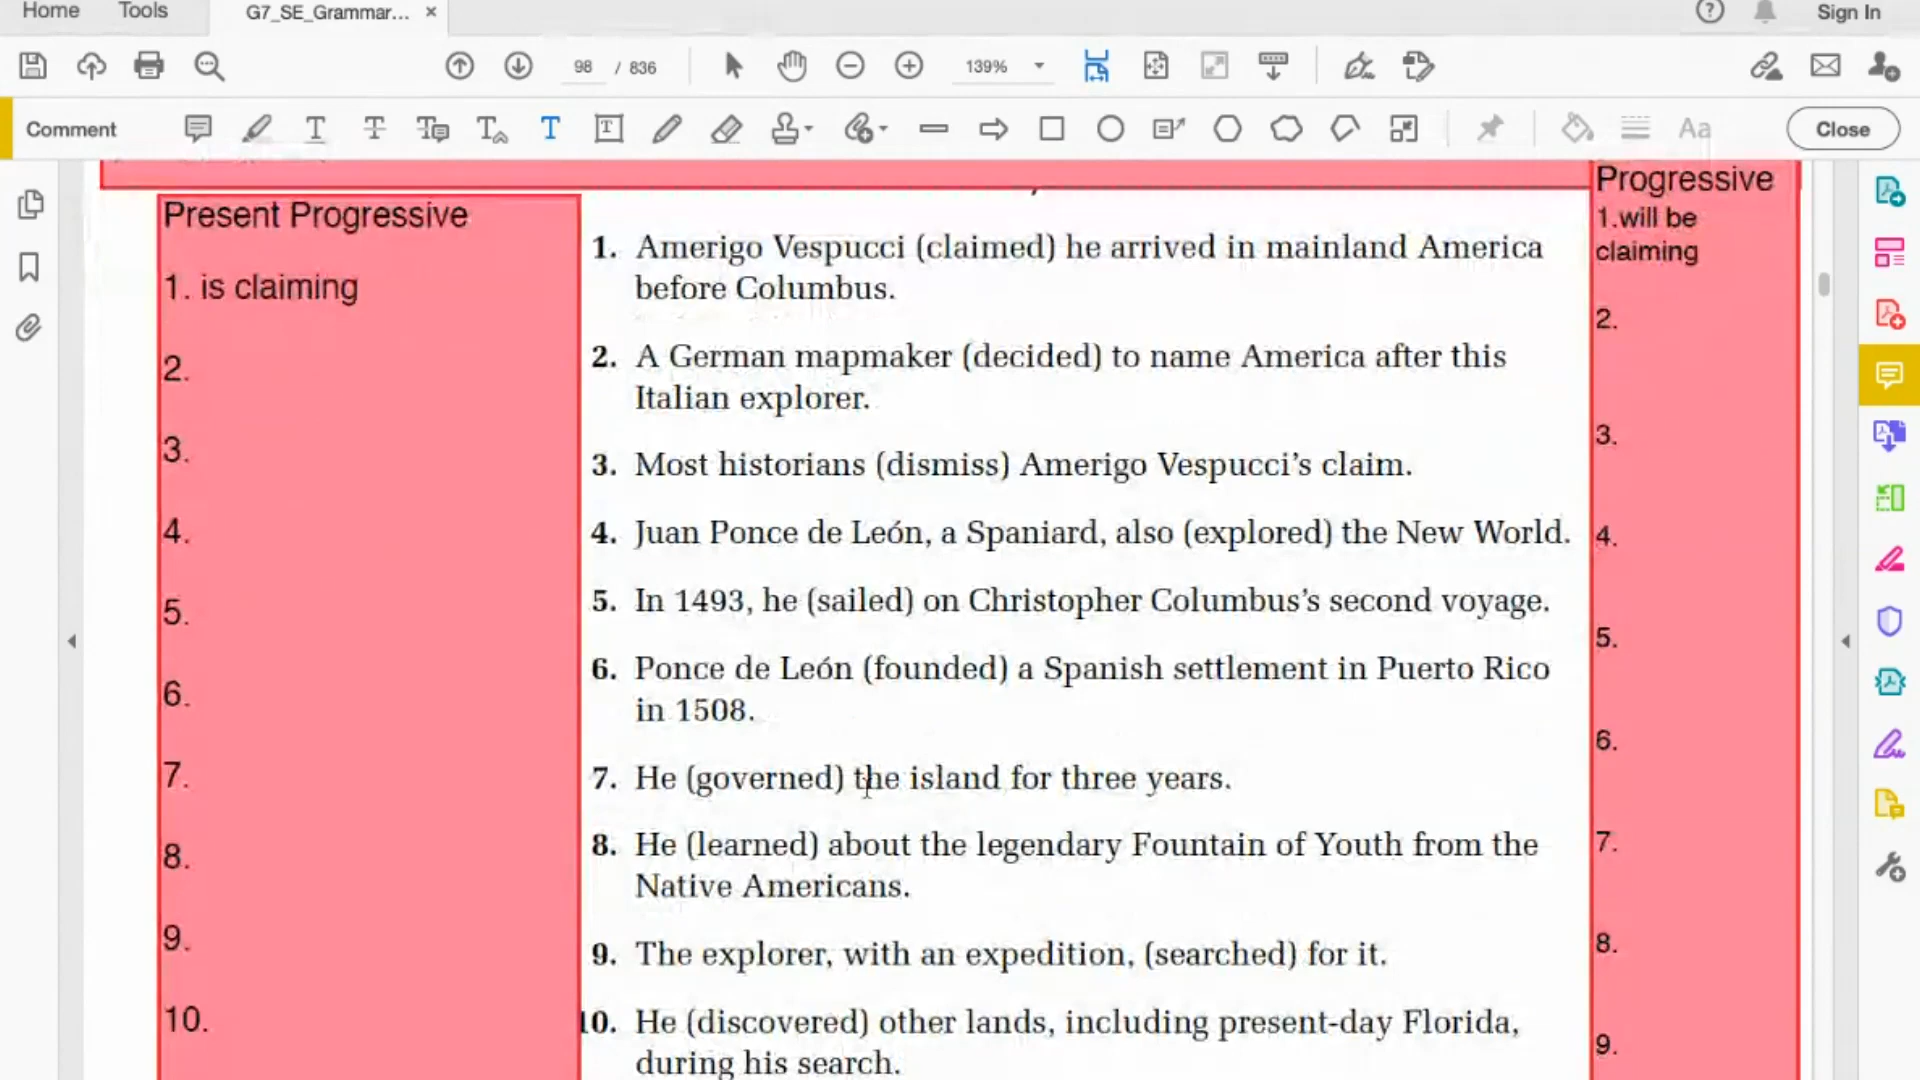 Home
Tools
G7_SE_Grammar... ×
Sign In
98 / 836
139%
Comment
Close
Present Progressive
1. is claiming
2.
3.
4.
5.
6.
7.
8.
9.
10.
1. Amerigo Vespucci (claimed) he arrived in mainland America
before Columbus.
2. A German mapmaker (decided) to name America after this
Italian explorer.
3. Most historians (dismiss) Amerigo Vespucci's claim.
4. Juan Ponce de León, a Spaniard, also (explored) the New World.
5. In 1493, he (sailed) on Christopher Columbus's second voyage.
6. Ponce de León (founded) a Spanish settlement in Puerto Rico
in 1508.
7. He (governed) the island for three years.
8. He (learned) about the legendary Fountain of Youth from the
Native Americans.
9. The explorer, with an expedition, (searched) for it.
10. He (discovered) other lands, including present-day Florida,
during his search.
Progressive
1.will be
claiming
2.
3.
4.
5.
6.
7.
8.
9.